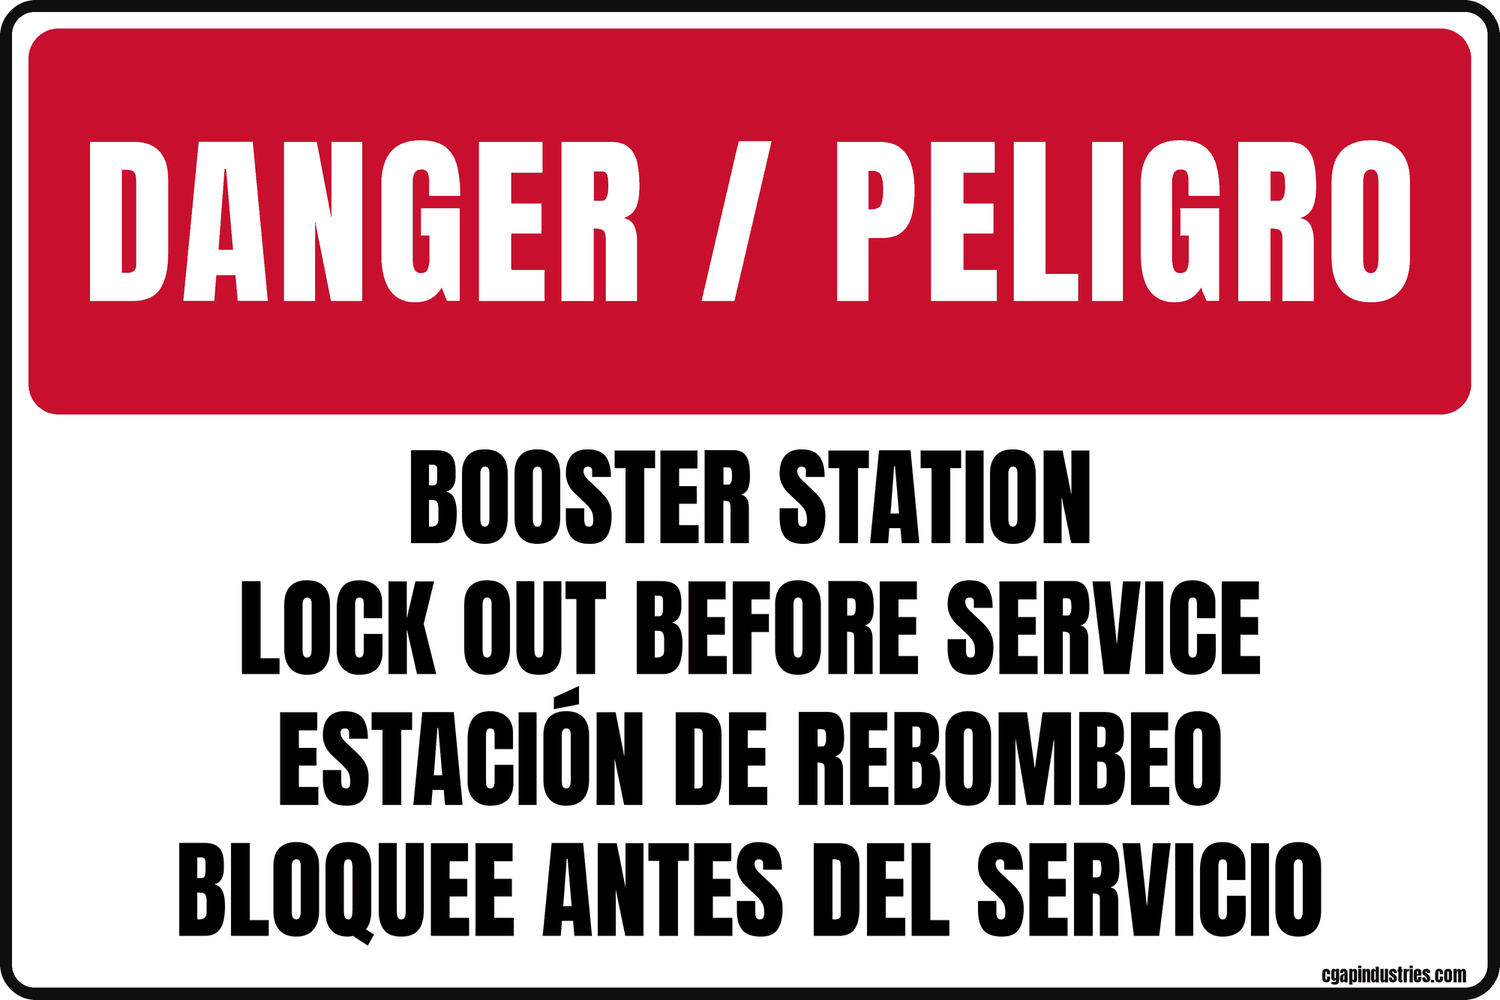 DANGER / PELIGRO
BOOSTER STATION
LOCK OUT BEFORE SERVICE
ESTACIÓN DE REBOMBEO
BLOQUEE ANTES DEL SERVICIO
cgapindustries.com